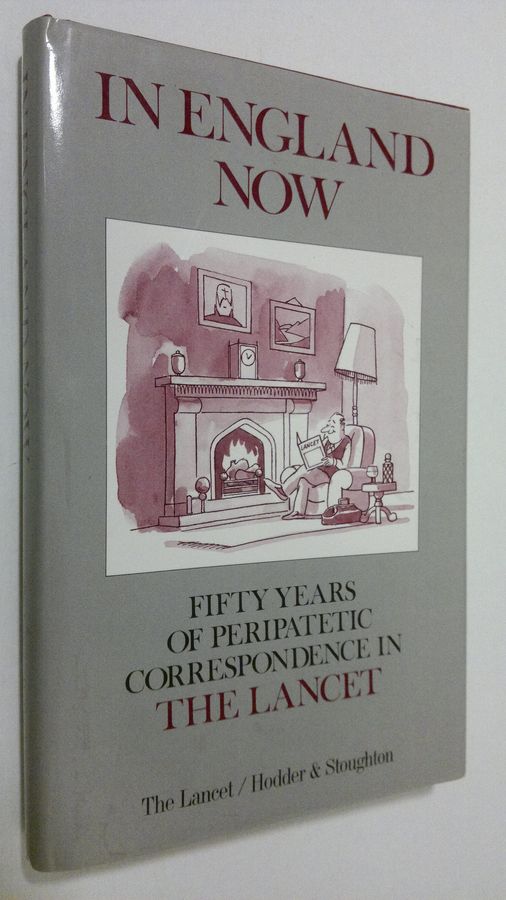 IN ENGLAND
NOW
LANCET
FIFTY YEARS
OF PERIPATETIC
CORRESPONDENCE IN
THE LANCET
The Lancet / Hodder & Stoughton